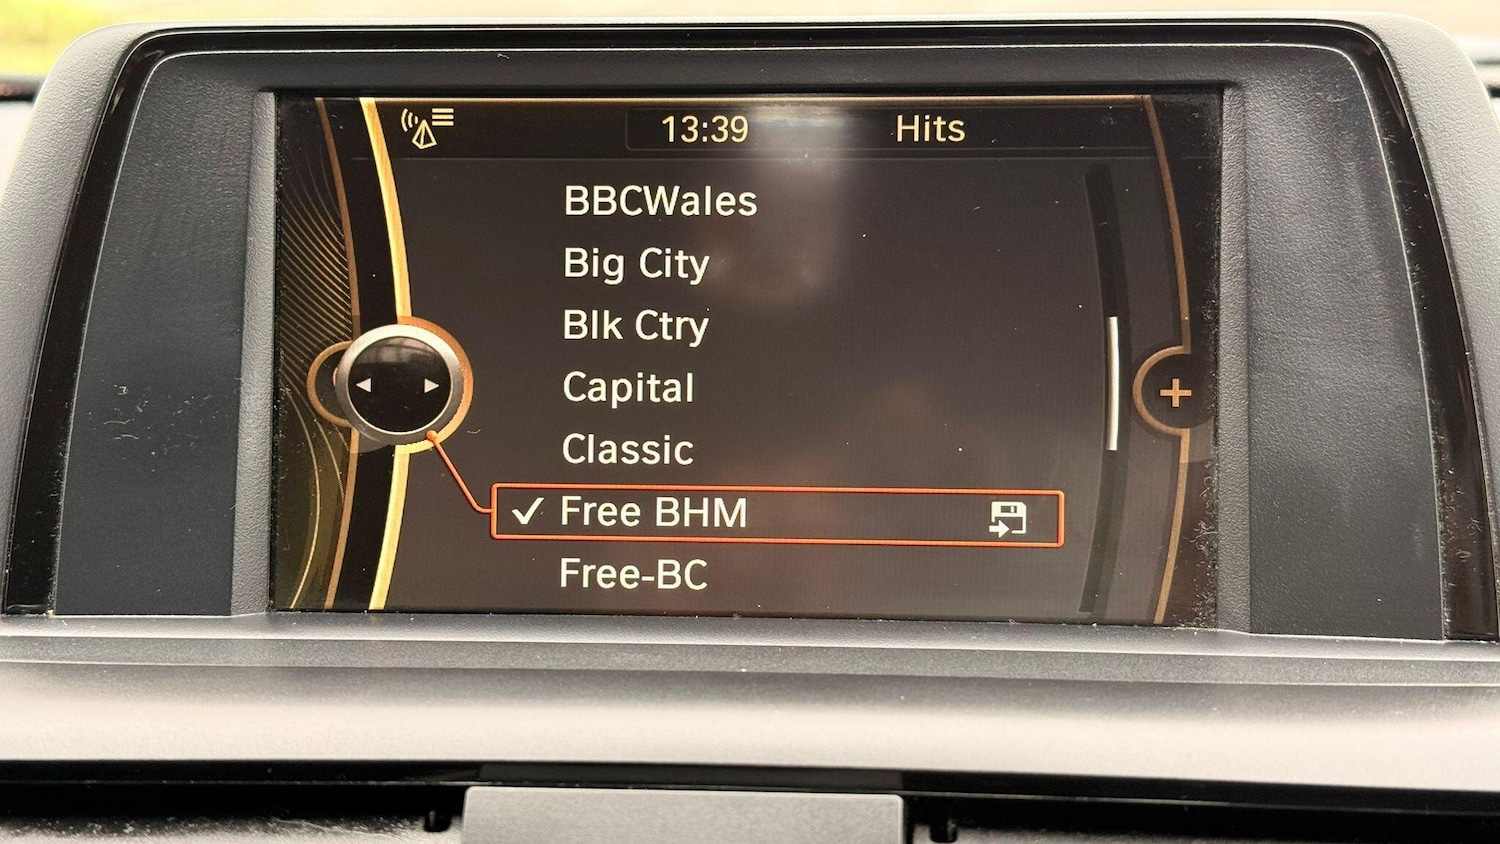 13:39 Hits
BBCWales
Big City
Blk Ctry
Capital
Classic
Free BHM
Free-BC